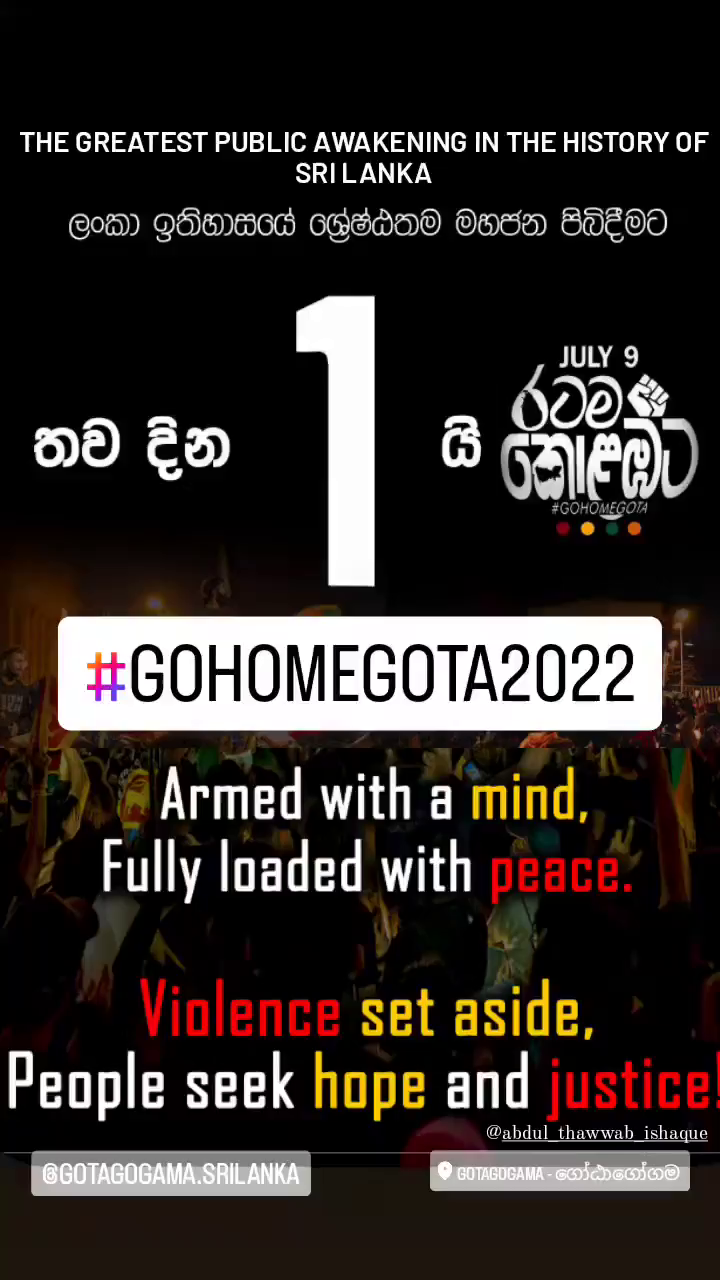 THE GREATEST PUBLIC AWAKENING IN THE HISTORY OF
SRI LANKA
ලංකා ඉතිහාසයේ ශ්‍රේෂ්ඨතම මහජන පිබිදීමට
තව දින 1 යි
JULY 9
රටම
කොළඹට
#GOHOMEGOTA
#GOHOMEGOTA2022
Armed with a mind,
Fully loaded with peace.
Violence set aside,
People seek hope and justice!
@abdul_thawwab_ishaque
@GOTAGOGAMA.SRILANKA
GOTAGOGAMA - ගෝඨාගෝගම